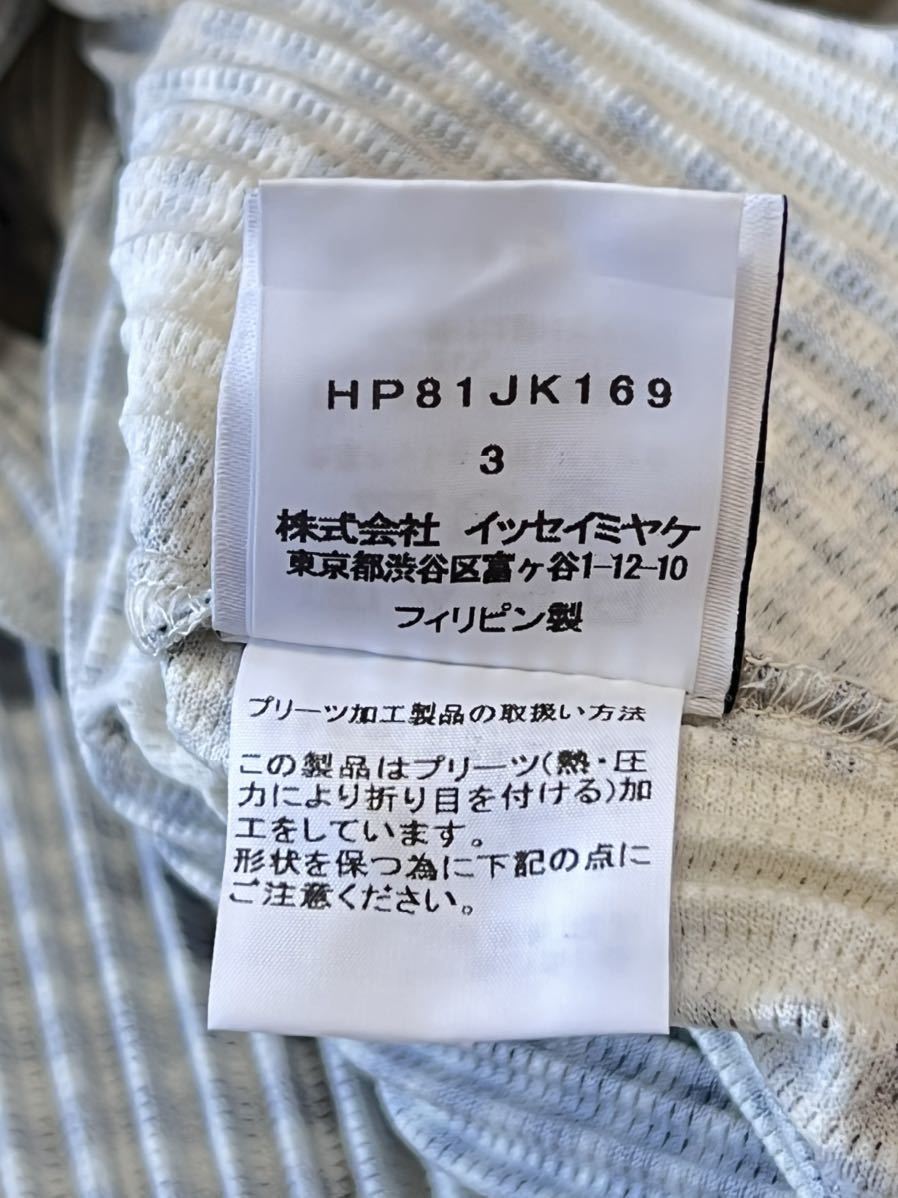 HP81JK169
3
株式会社 イッセイミヤケ
東京都渋谷区富ヶ谷1-12-10
フィリピン製
プリーツ加工製品の取扱い方法
この製品はプリーツ(熱・圧
力により折り目を付ける)加
工をしています。
形状を保つ為に下記の点に
ご注意ください。